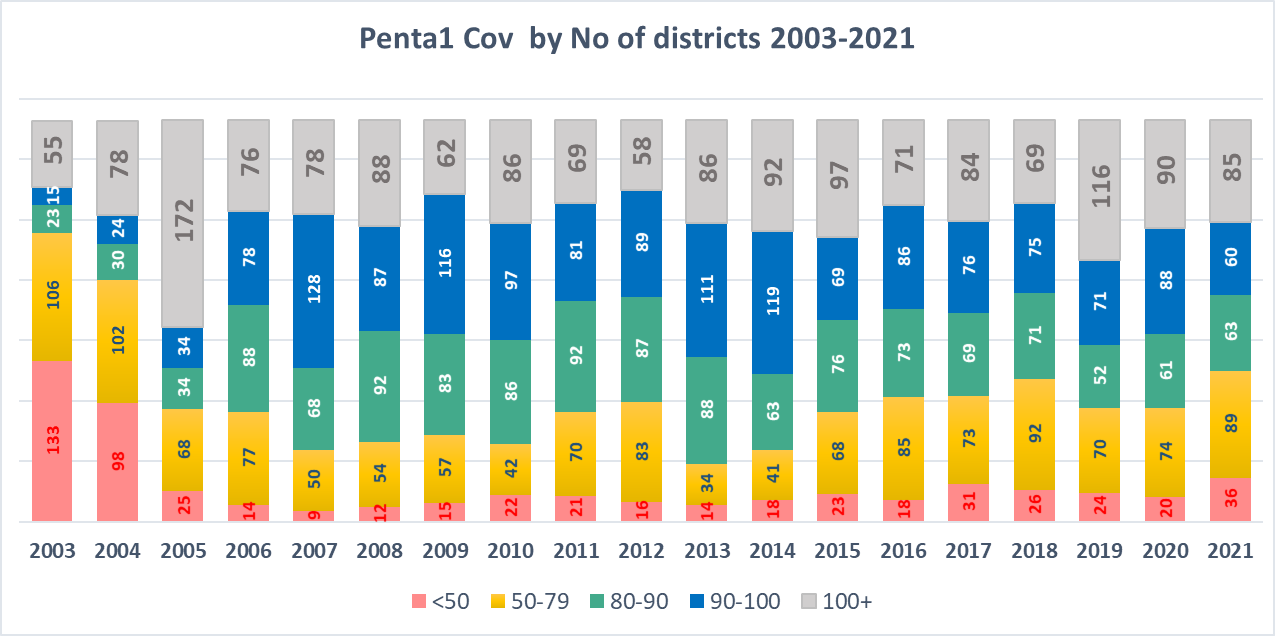 Penta1 Cov  by No of districts 2003-2021
55 78 172 76 78 88 62 86 69 58 86 92 97 71 84 69 116 90 85
15 24 34 78 128 87 116 97 81 89 111 119 69 86 76 75 71 88 60
23 30 34 88 68 92 83 86 92 87 88 63 76 73 69 71 52 61 63
106 102 68 77 50 54 57 42 70 83 34 41 68 85 73 92 70 74 89
133 98 25 14 9 12 15 22 21 16 14 18 23 18 31 26 24 20 36
2003 2004 2005 2006 2007 2008 2009 2010 2011 2012 2013 2014 2015 2016 2017 2018 2019 2020 2021
<50 50-79 80-90 90-100 100+